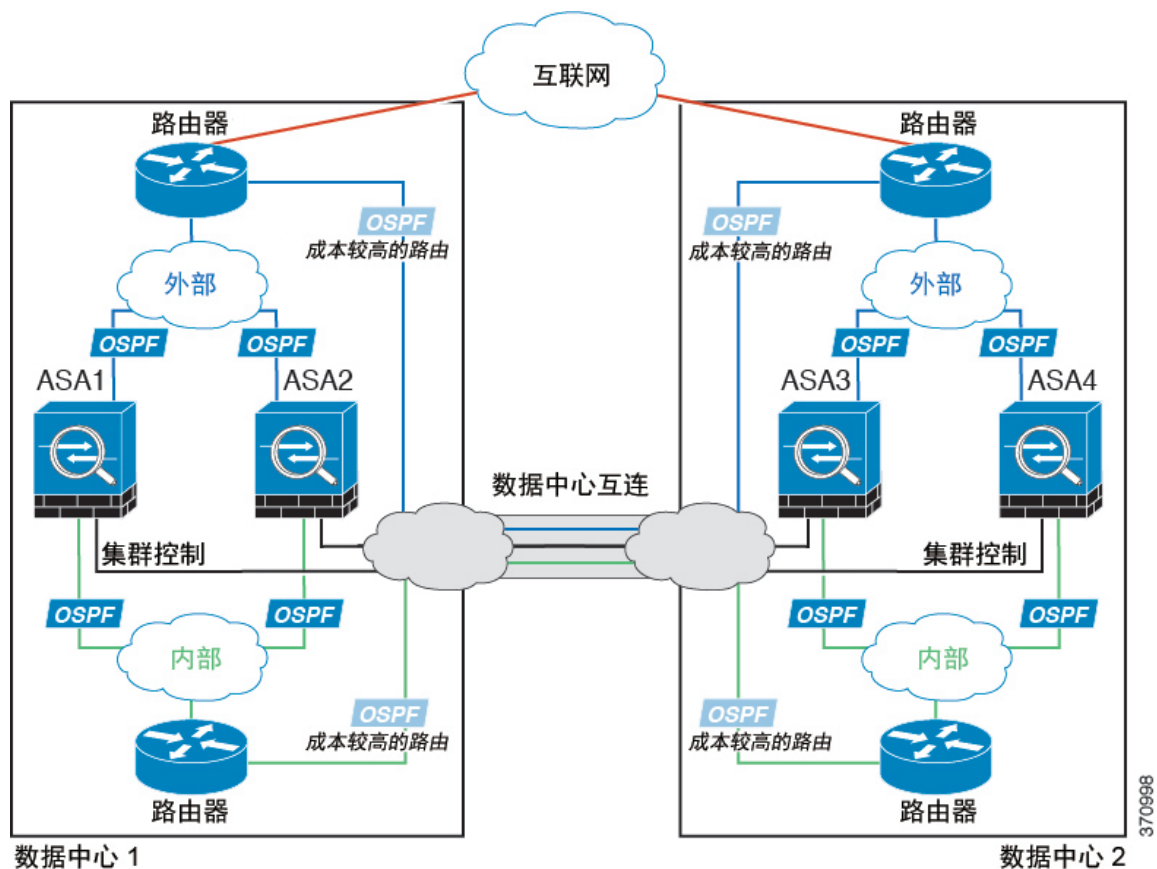 互联网
路由器
路由器
OSPF
成本较高的路由
OSPF
成本较高的路由
外部
外部
OSPF
OSPF
OSPF
OSPF
ASA1
ASA2
ASA3
ASA4
数据中心互连
集群控制
集群控制
OSPF
OSPF
OSPF
OSPF
内部
内部
OSPF
成本较高的路由
OSPF
成本较高的路由
路由器
路由器
370998
数据中心 1
数据中心 2